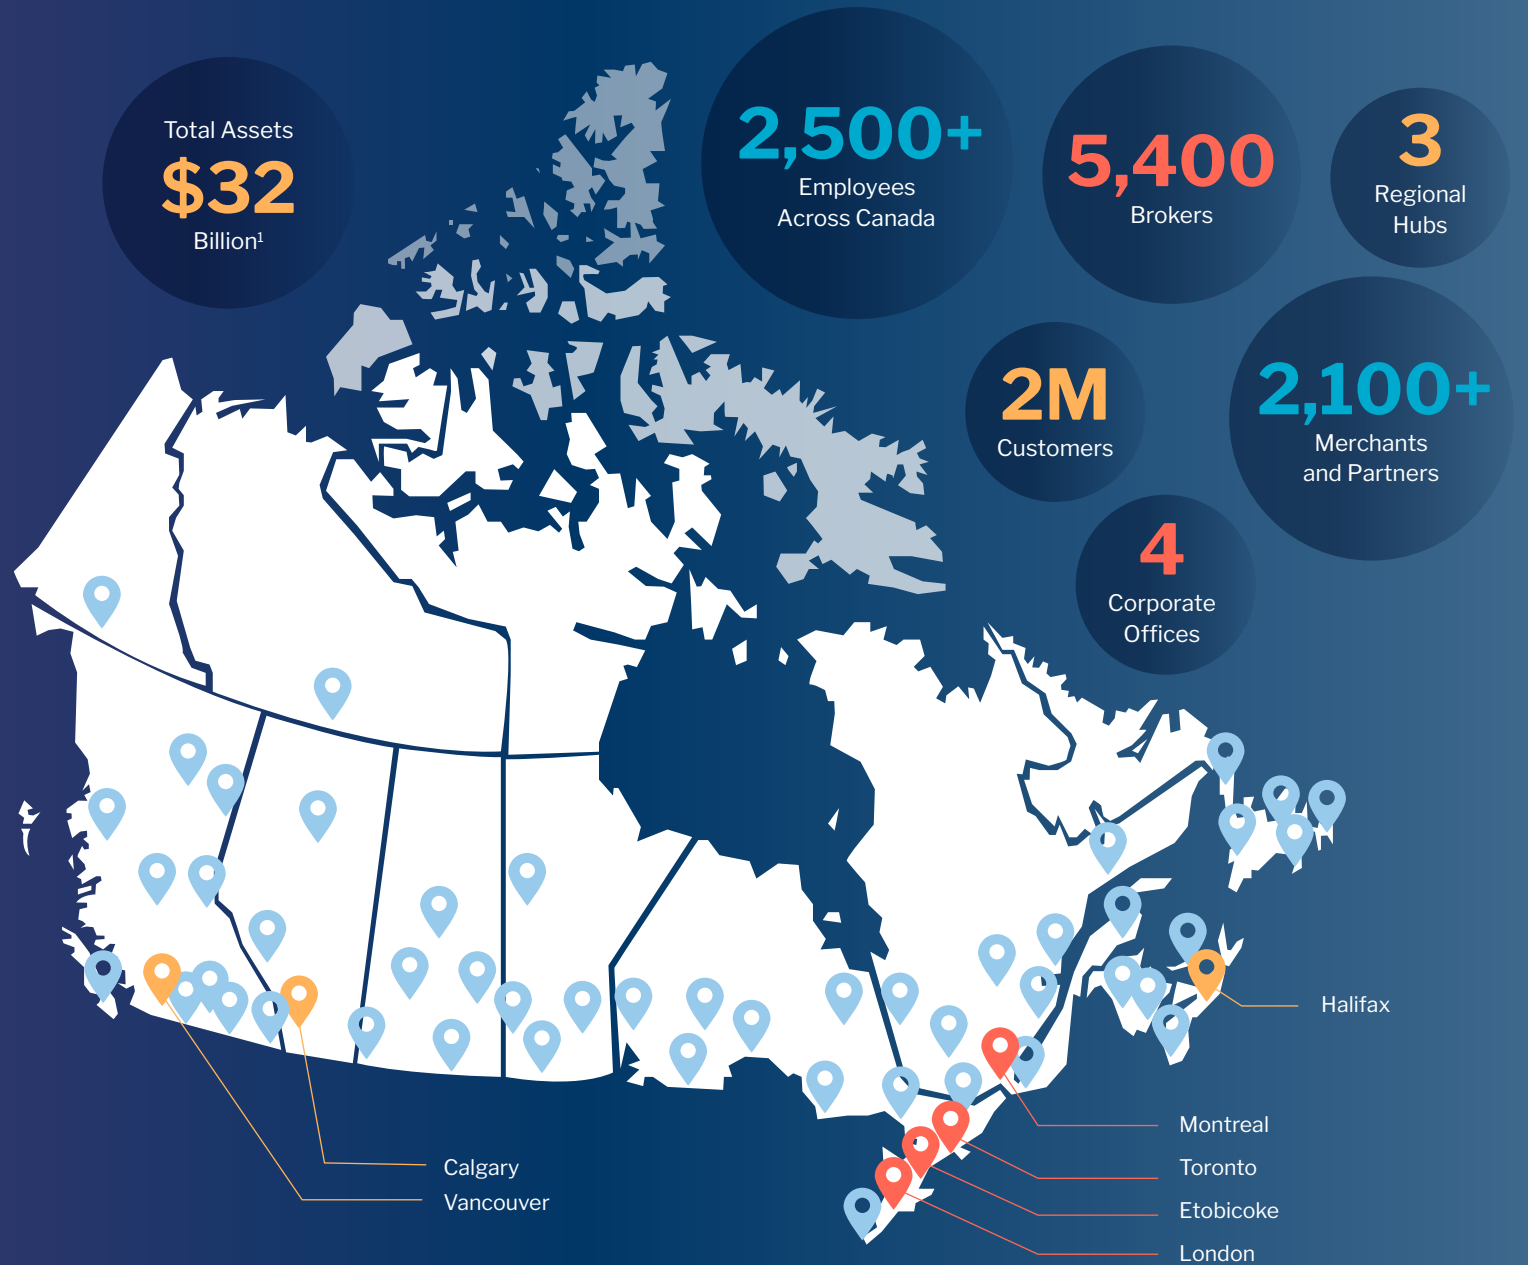 Total Assets
$32
Billion¹
2,500+
Employees
Across Canada
5,400
Brokers
3
Regional
Hubs
2M
Customers
2,100+
Merchants
and Partners
4
Corporate
Offices
Halifax
Montreal
Toronto
Etobicoke
London
Calgary
Vancouver